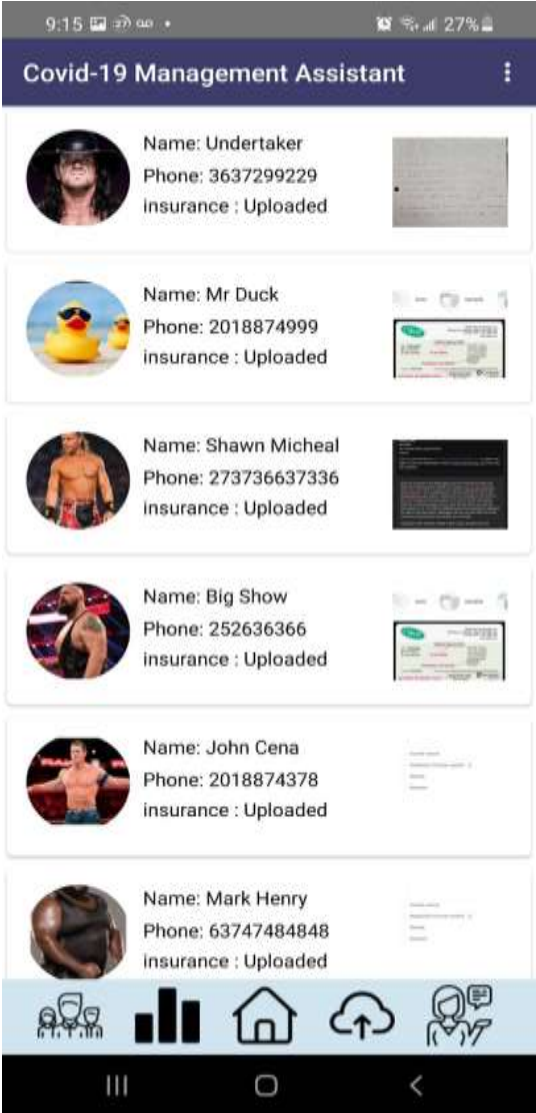 9:15 27%
Covid-19 Management Assistant
Name: Undertaker
Phone: 3637299229
insurance : Uploaded
Name: Mr Duck
Phone: 2018874999
insurance : Uploaded
Name: Shawn Micheal
Phone: 273736637336
insurance : Uploaded
Name: Big Show
Phone: 252636366
insurance : Uploaded
Name: John Cena
Phone: 2018874378
insurance : Uploaded
Name: Mark Henry
Phone: 63747484848
insurance : Uploaded